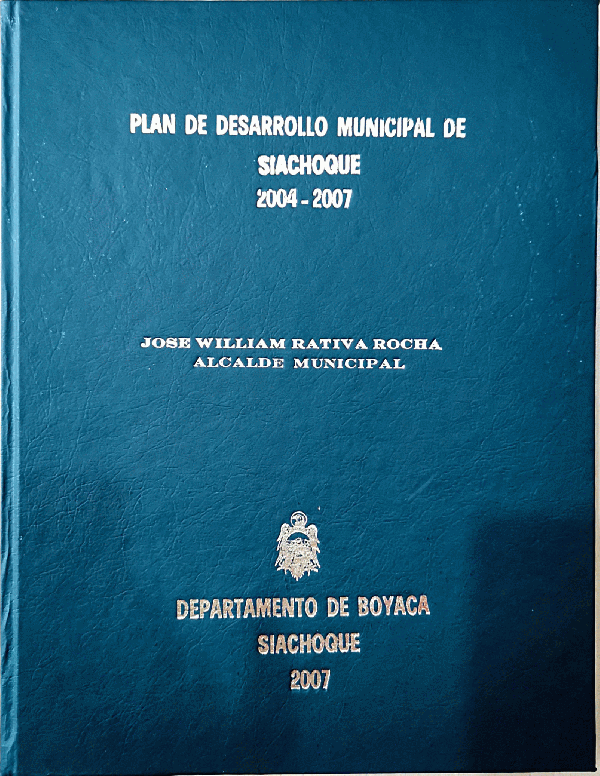 PLAN DE DESARROLLO MUNICIPAL DE
SIACHOQUE
2004-2007
JOSE WILLIAM RATIVA ROCHA
ALCALDE MUNICIPAL
DEPARTAMENTO DE BOYACA
SIACHOQUE
2007